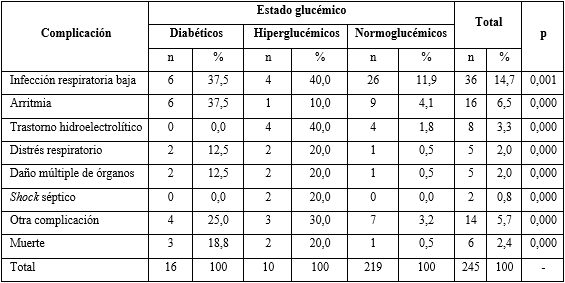 Complicación Estado glucémico Total p
Diabéticos Hiperglucémicos Normoglucémicos
n % n % n % n %
Infección respiratoria baja 6 37,5 4 40,0 26 11,9 36 14,7 0,001
Arritmia 6 37,5 1 10,0 9 4,1 16 6,5 0,000
Trastorno hidroelectrolítico 0 0,0 4 40,0 4 1,8 8 3,3 0,000
Distrés respiratorio 2 12,5 2 20,0 1 0,5 5 2,0 0,000
Daño múltiple de órganos 2 12,5 2 20,0 1 0,5 5 2,0 0,000
Shock séptico 0 0,0 2 20,0 0 0,0 2 0,8 0,000
Otra complicación 4 25,0 3 30,0 7 3,2 14 5,7 0,000
Muerte 3 18,8 2 20,0 1 0,5 6 2,4 0,000
Total 16 100 10 100 219 100 245 100 -